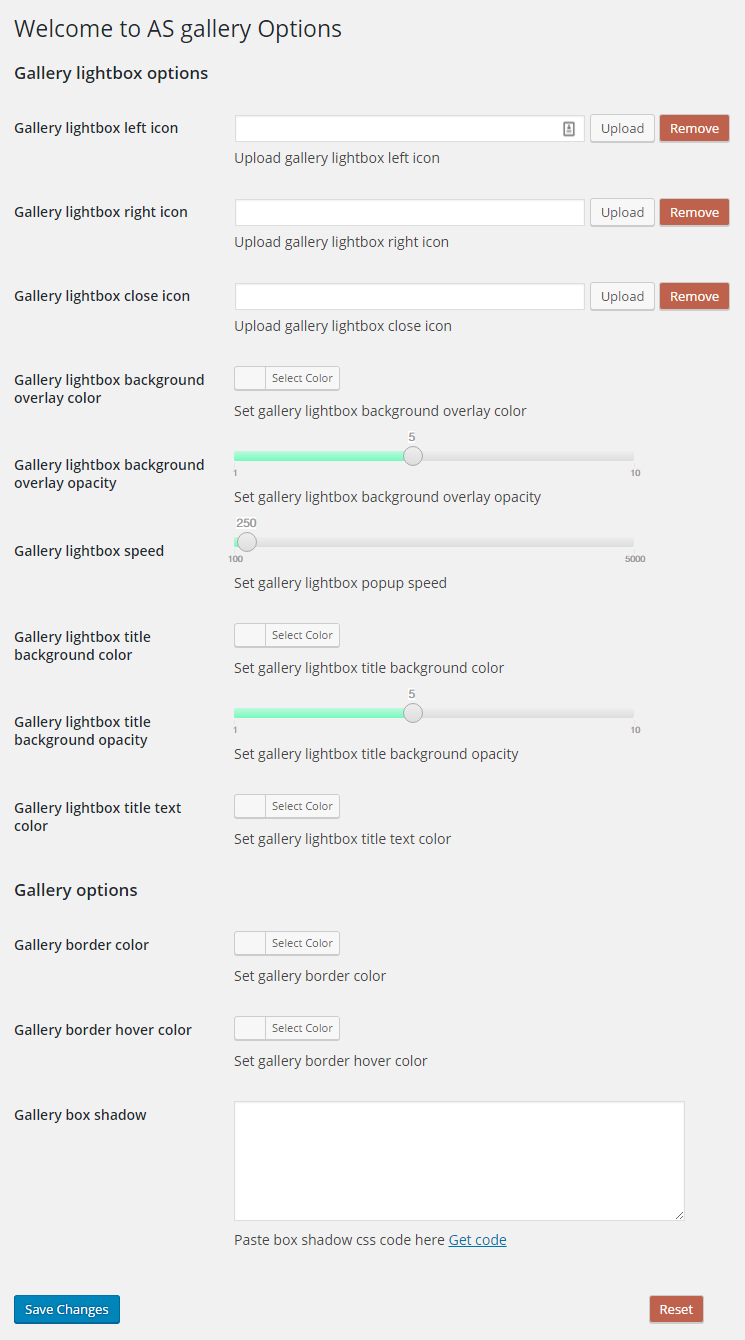 Welcome to AS gallery Options
Gallery lightbox options
Gallery lightbox left icon
Upload
Remove
Upload gallery lightbox left icon
Gallery lightbox right icon
Upload
Remove
Upload gallery lightbox right icon
Gallery lightbox close icon
Upload
Remove
Upload gallery lightbox close icon
Gallery lightbox background
overlay color
Select Color
Set gallery lightbox background overlay color
Gallery lightbox background
overlay opacity
5
1
10
Set gallery lightbox background overlay opacity
Gallery lightbox speed
250
100
5000
Set gallery lightbox popup speed
Gallery lightbox title
background color
Select Color
Set gallery lightbox title background color
Gallery lightbox title
background opacity
5
1
10
Set gallery lightbox title background opacity
Gallery lightbox title text
color
Select Color
Set gallery lightbox title text color
Gallery options
Gallery border color
Select Color
Set gallery border color
Gallery border hover color
Select Color
Set gallery border hover color
Gallery box shadow
Paste box shadow css code here Get code
Save Changes
Reset